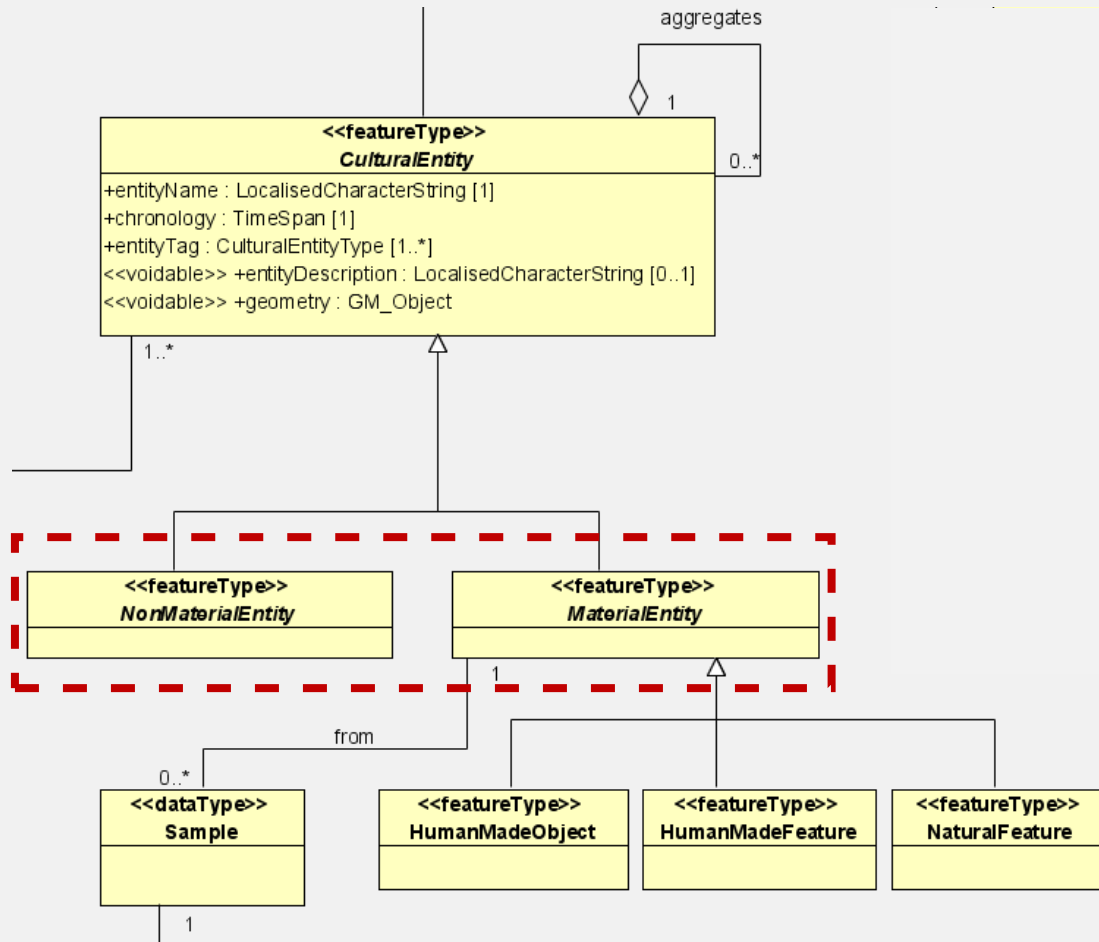 aggregates
1
<<featureType>>
CulturalEntity
0..*
+entityName : LocalisedCharacterString [1]
+chronology : TimeSpan [1]
+entityTag : CulturalEntityType [1..*]
<<voidable>> +entityDescription : LocalisedCharacterString [0..1]
<<voidable>> +geometry : GM_Object
1..*
<<featureType>>
NonMaterialEntity
<<featureType>>
MaterialEntity
1
from
0..*
<<dataType>>
Sample
<<featureType>>
HumanMadeObject
<<featureType>>
HumanMadeFeature
<<featureType>>
NaturalFeature
1